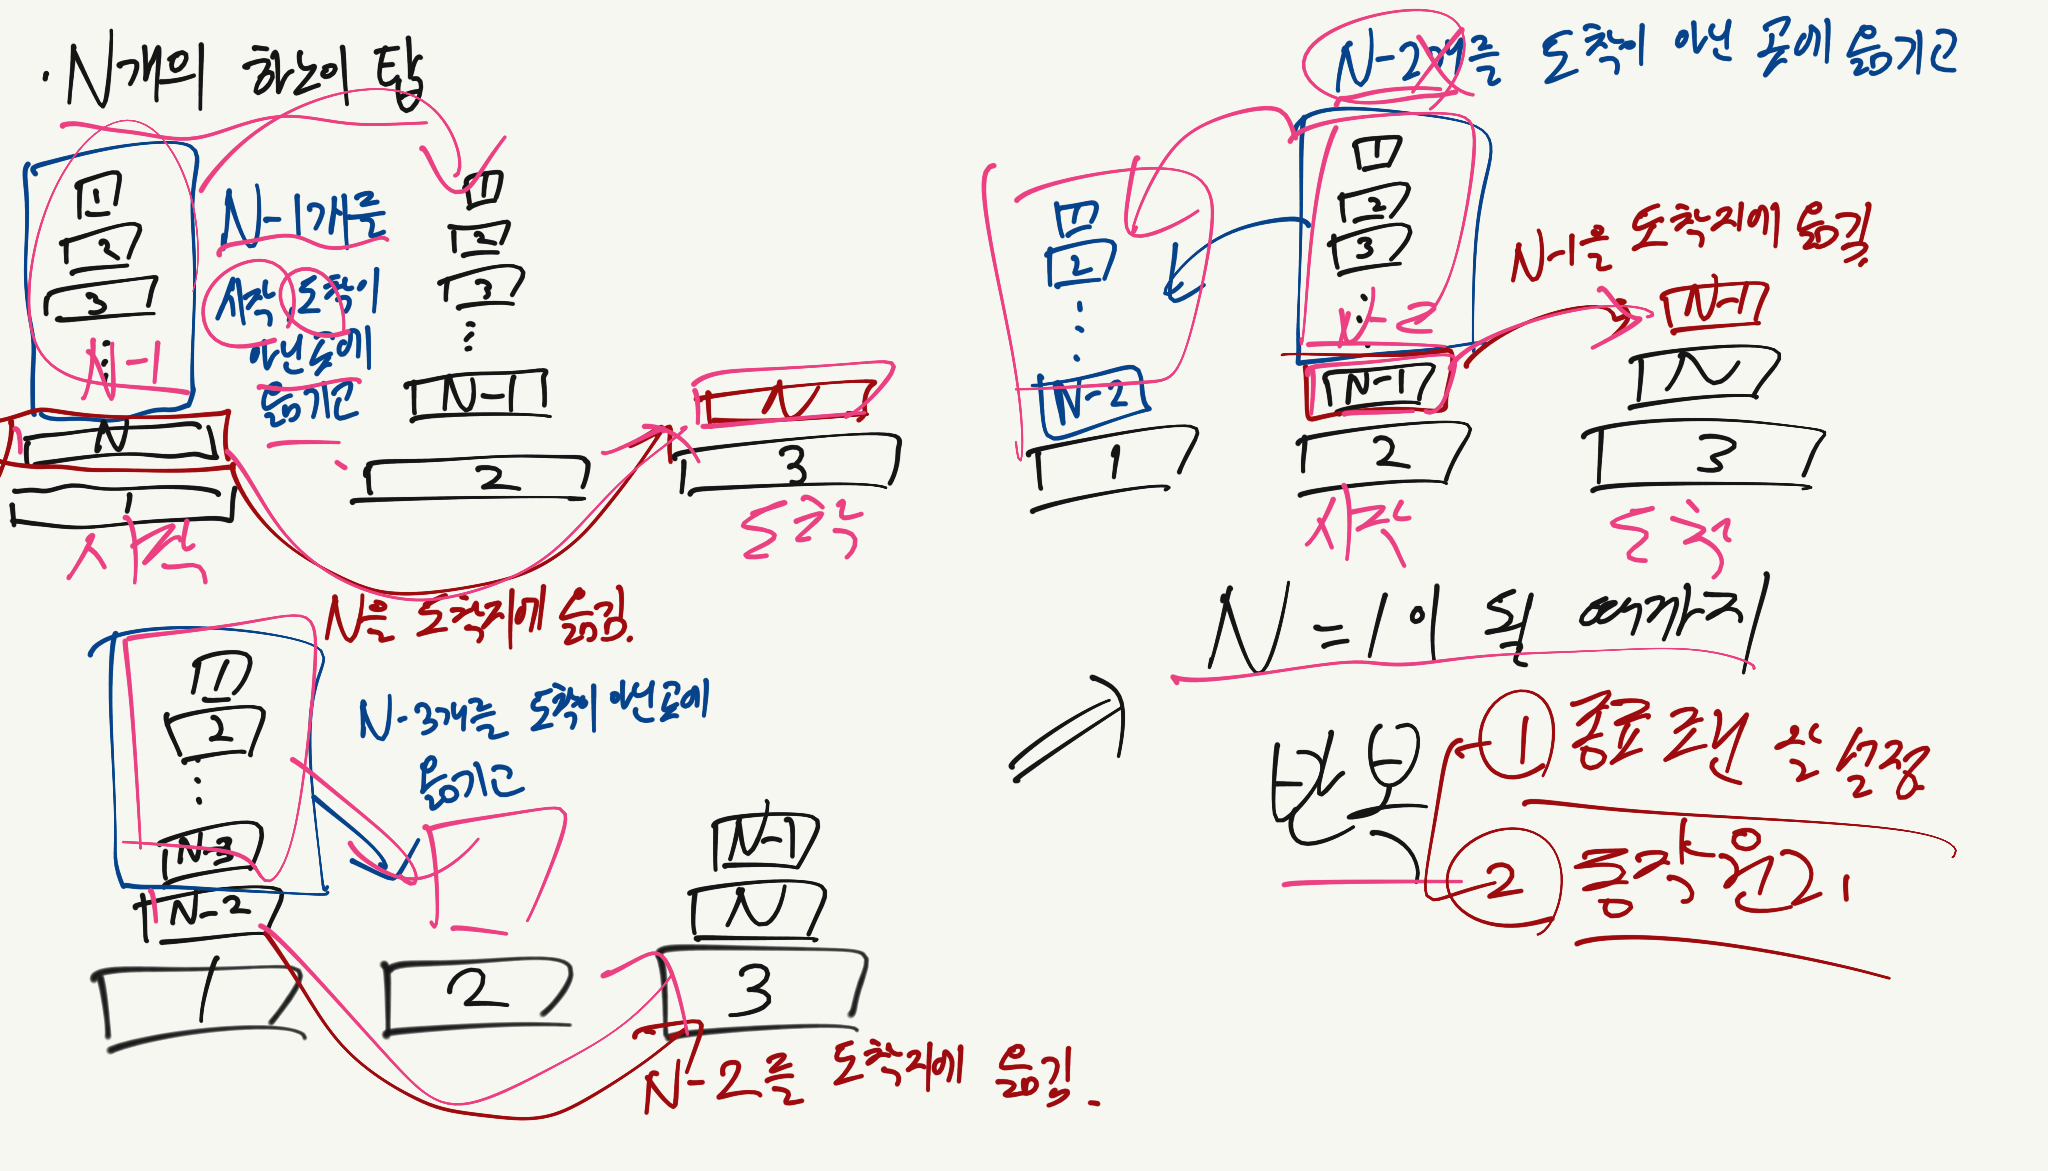 · N개의 하노이 탑
1
2
3
N-1
N
1
시작
N-1개를
시작, 도착이
아닌 곳에
옮기고
1
2
3
N-1
2
N
3
도착
N을 도착지에 옮김.
N-2개를 도착이 아닌 곳에 옮기고
1
2
N-2
1
1
2
3
N-2
N-1
2
시작
N-1을 도착지에 옮김
N-1
N
3
도착
1
2
N-3
N-2
1
N-3개를 도착이 아닌 곳에
옮기고
2
N-1
N
3
N-2를 도착지에 옮김.
N=1이 될 때까지
반복
1 종료 조건 잘 설정
2